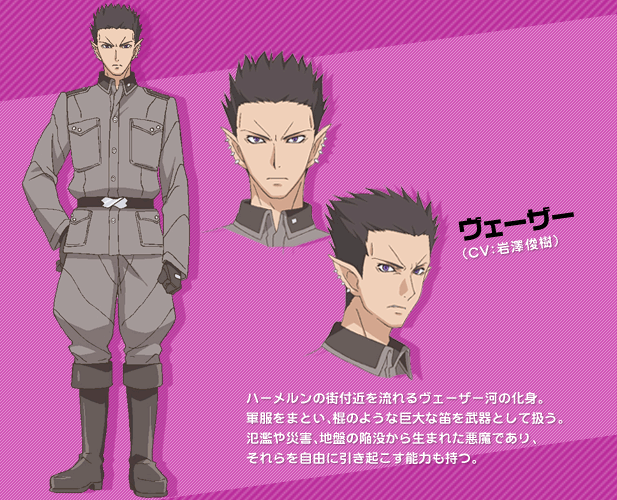 ヴェーザー
(CV:岩澤俊樹)
ハーメルンの街付近を流れるヴェーザー河の化身。
軍服をまとい、棍のような巨大な笛を武器として扱う。
氾濫や災害、地盤の陥没から生まれた悪魔であり、
それらを自由に引き起こす能力も持つ。